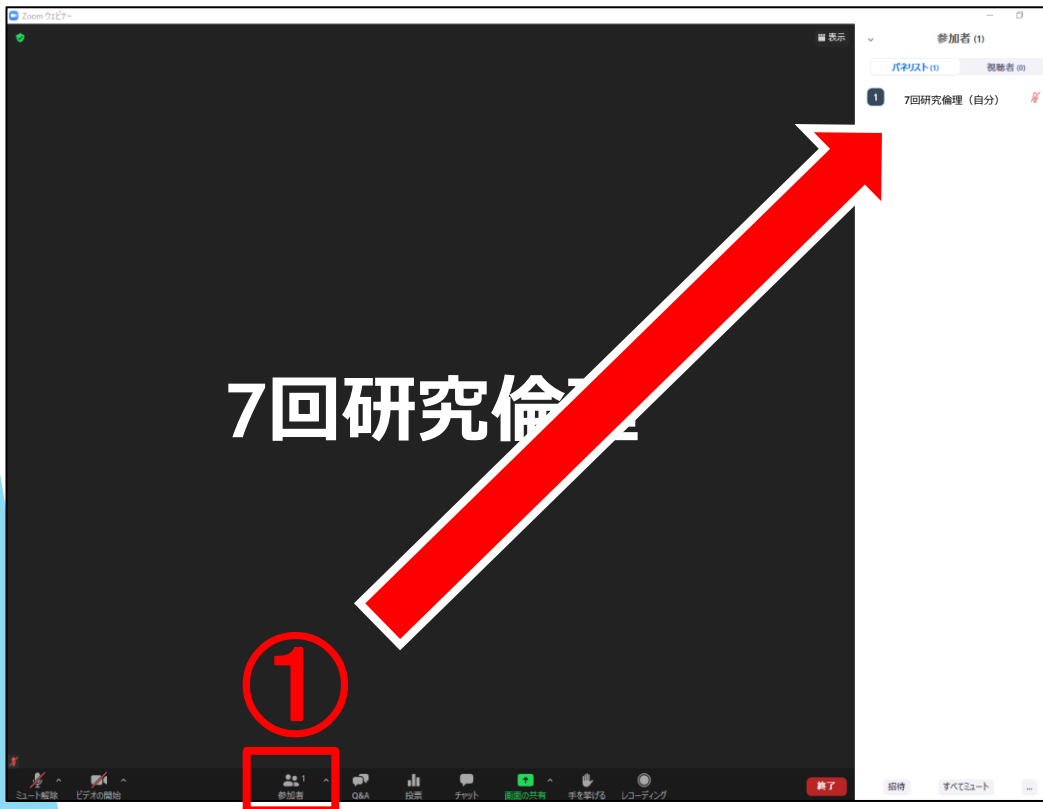 Zoom ウェビナー
表示
参加者 (1)
パネリスト (1) 視聴者 (0)
1 7回研究倫理（自分）
7回研究倫理
①
ミュート解除 ビデオの開始 参加者 1 Q&A 投票 チャット 画面の共有 手を挙げる レコーディング 終了
招待 すべてミュート ...